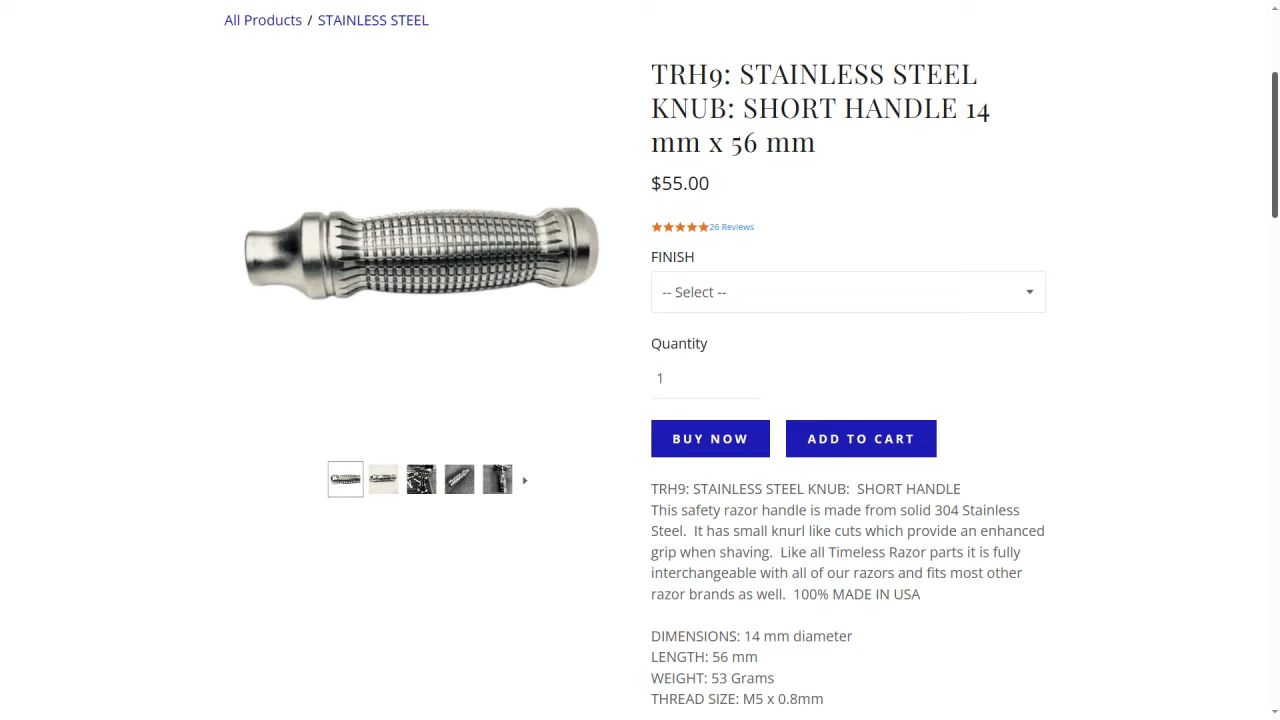 All Products / STAINLESS STEEL
TRH9: STAINLESS STEEL
KNUB: SHORT HANDLE 14
mm x 56 mm
$55.00
26 Reviews
FINISH
-- Select --
Quantity
1
BUY NOW
ADD TO CART
TRH9: STAINLESS STEEL KNUB:  SHORT HANDLE
This safety razor handle is made from solid 304 Stainless
Steel.  It has small knurl like cuts which provide an enhanced
grip when shaving.  Like all Timeless Razor parts it is fully
interchangeable with all of our razors and fits most other
razor brands as well.  100% MADE IN USA
DIMENSIONS: 14 mm diameter
LENGTH: 56 mm
WEIGHT: 53 Grams
THREAD SIZE: M5 x 0.8mm